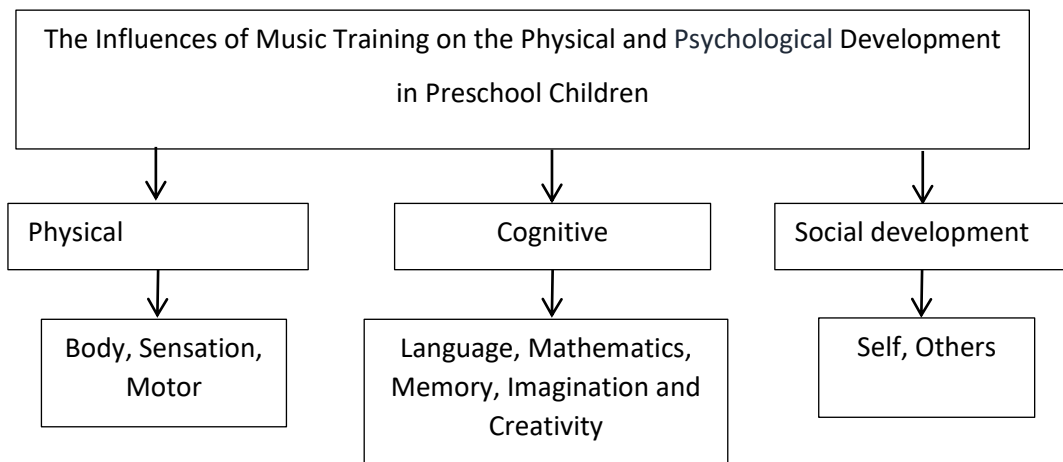 The Influences of Music Training on the Physical and Psychological Development
in Preschool Children
Physical
Cognitive
Social development
Body, Sensation,
Motor
Language, Mathematics,
Memory, Imagination and
Creativity
Self, Others